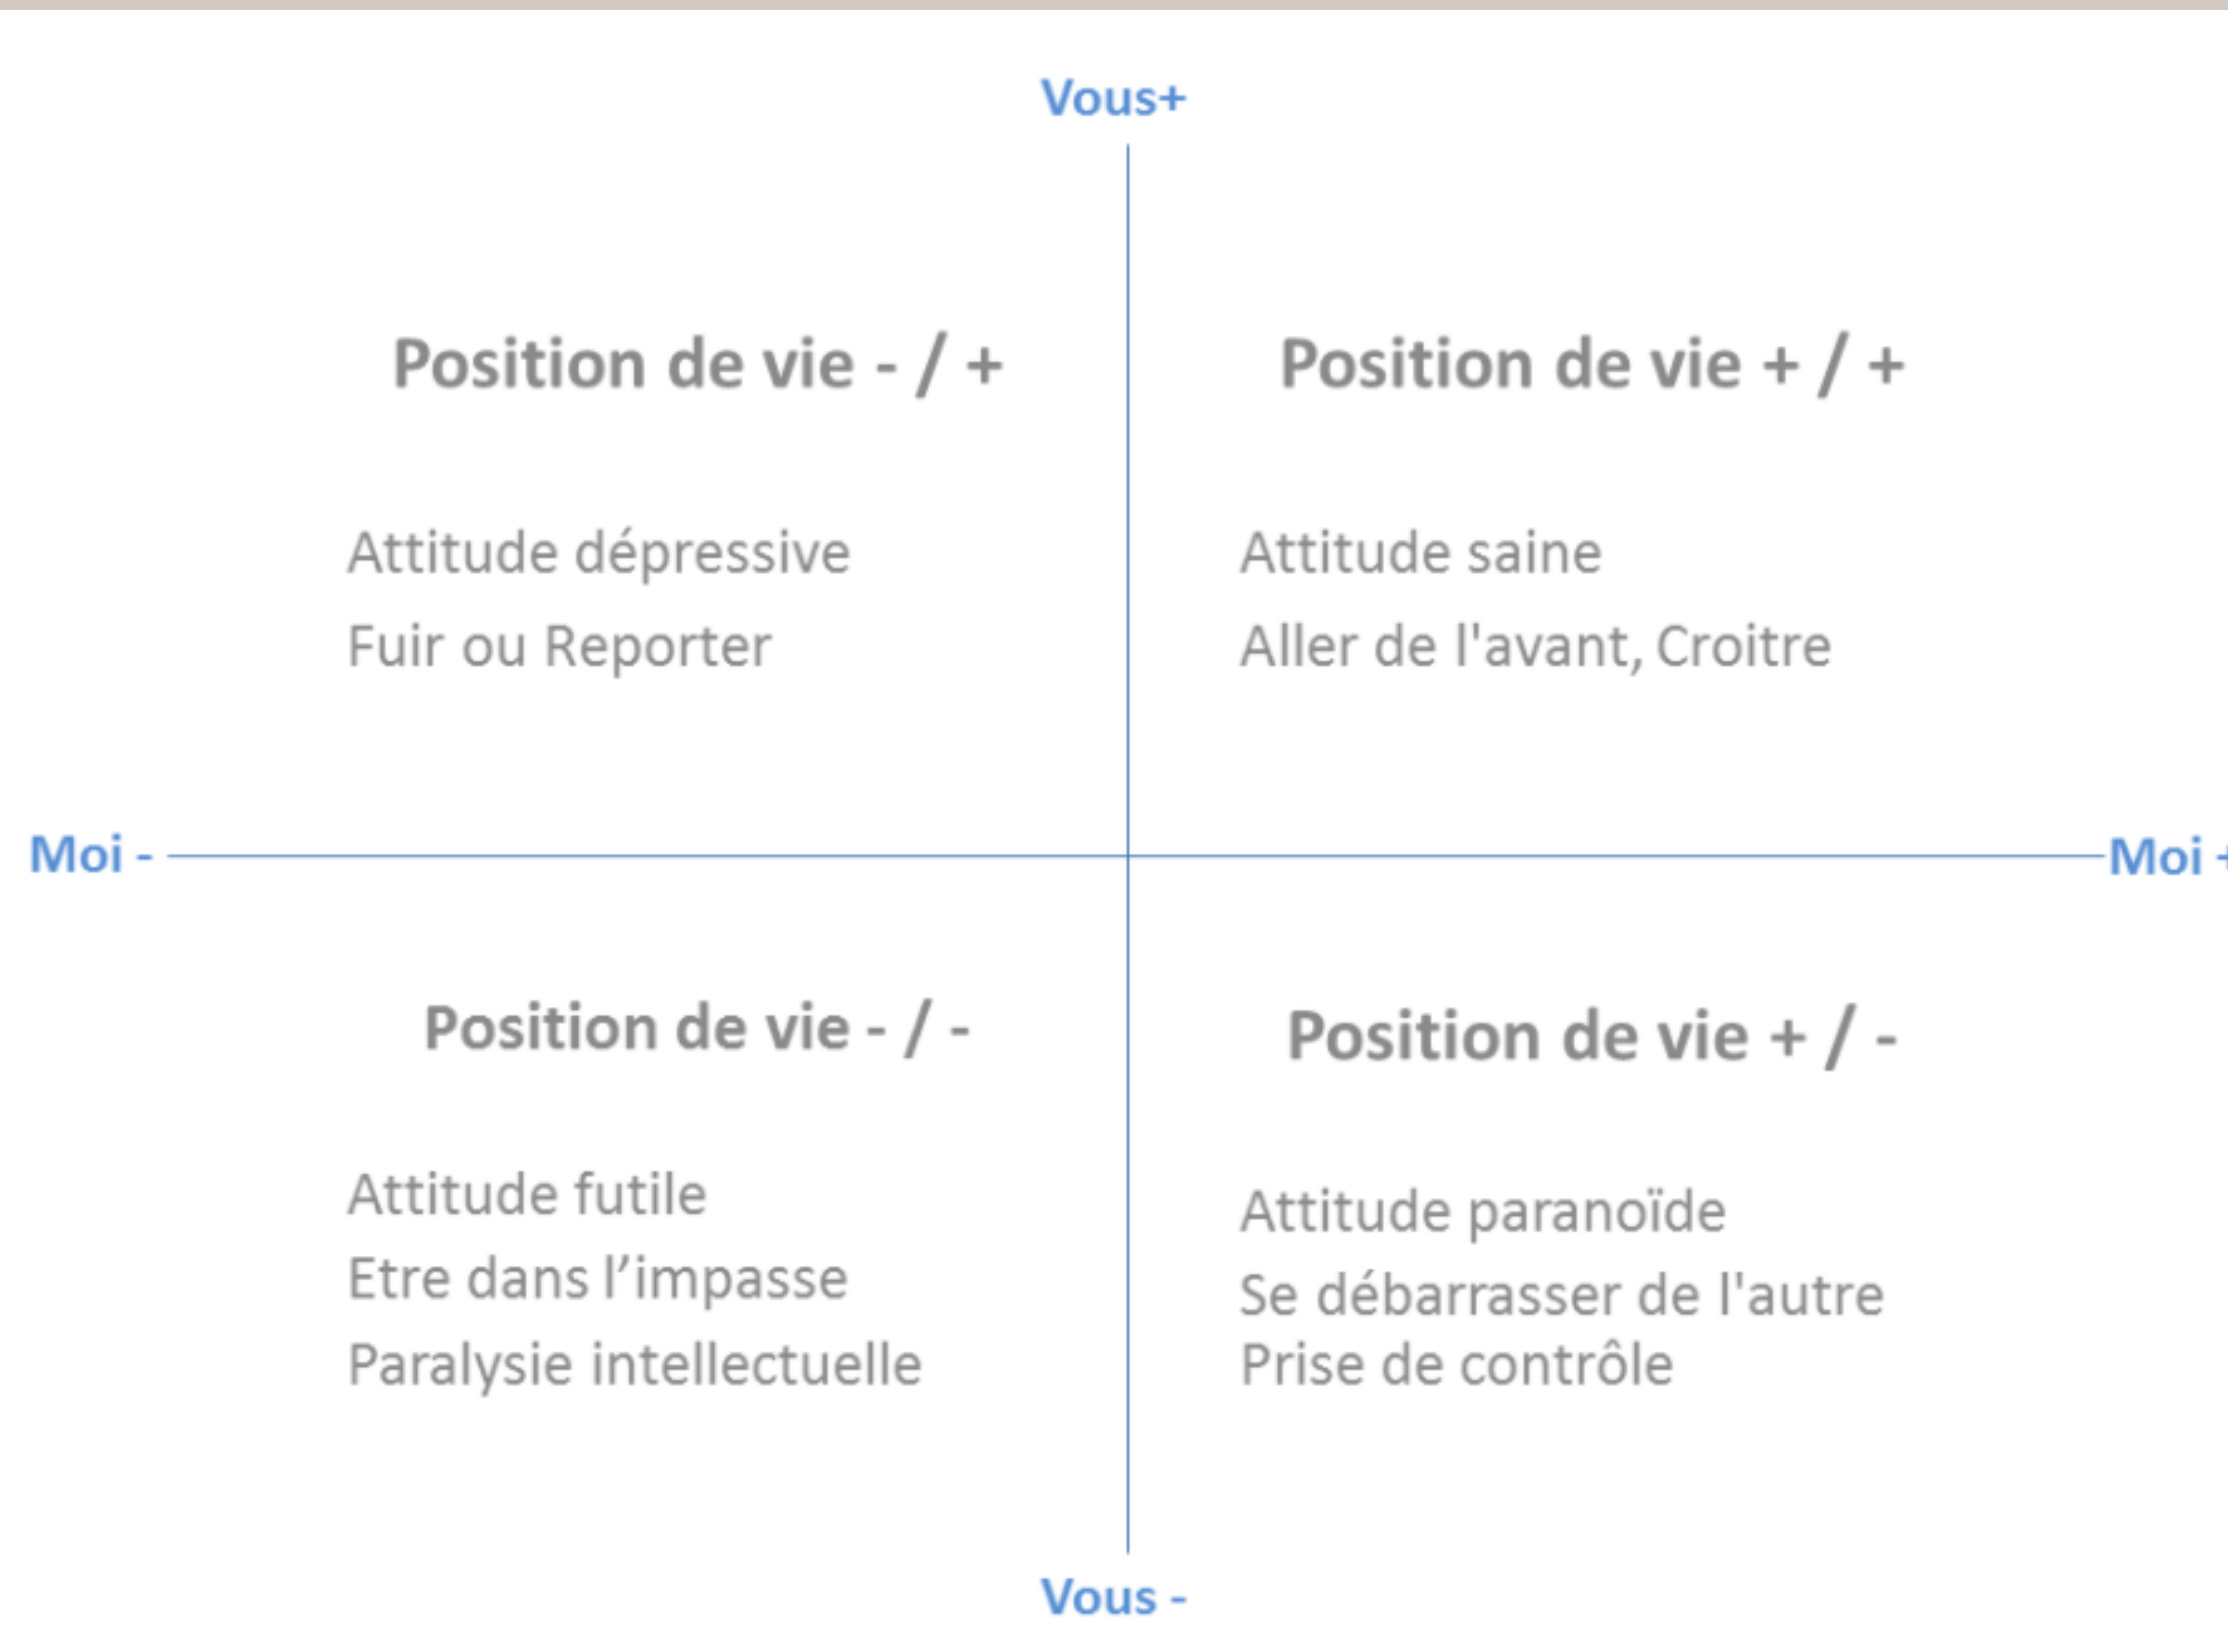 Vous+
Position de vie - / +
Attitude dépressive
Fuir ou Reporter
Position de vie + / +
Attitude saine
Aller de l'avant, Croitre
Moi -
Moi +
Position de vie - / -
Attitude futile
Etre dans l’impasse
Paralysie intellectuelle
Position de vie + / -
Attitude paranoïde
Se débarrasser de l'autre
Prise de contrôle
Vous -